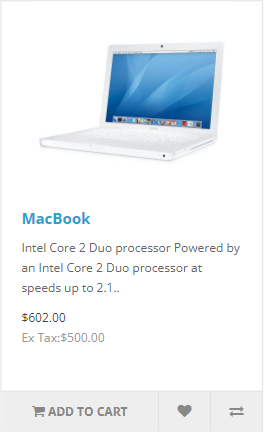 MacBook
Intel Core 2 Duo processor Powered by
an Intel Core 2 Duo processor at
speeds up to 2.1..
$602.00
Ex Tax:$500.00
ADD TO CART